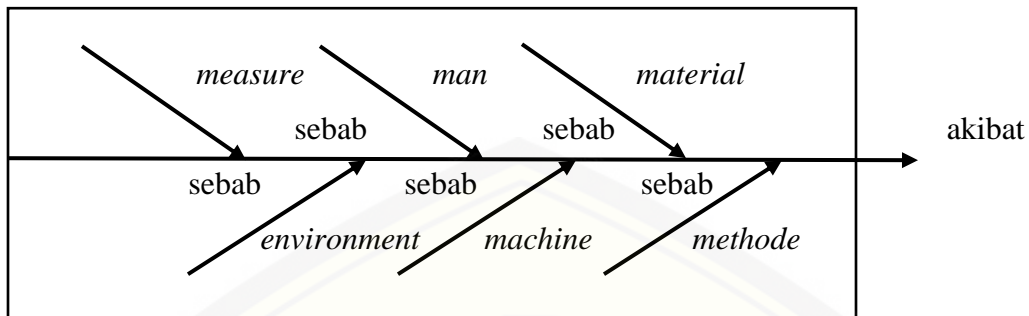 measure man material
sebab sebab akibat
sebab sebab sebab
environment machine methode